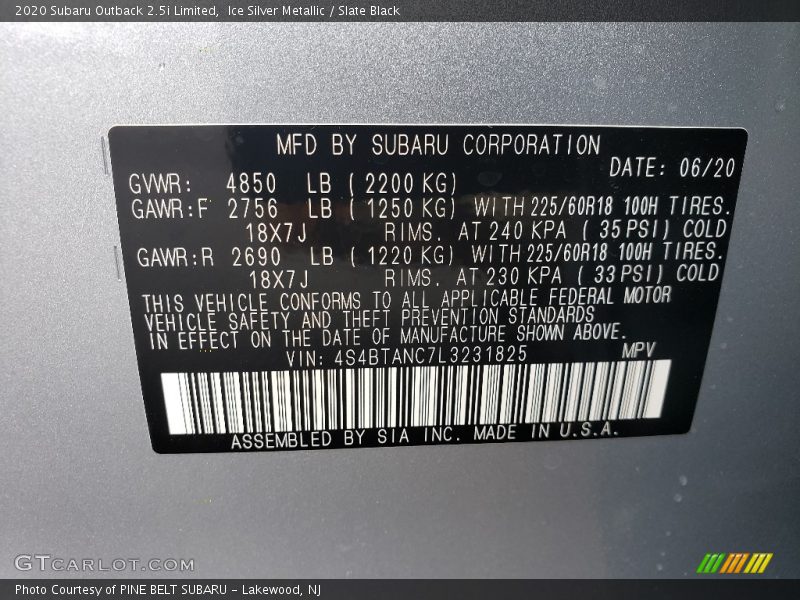 2020 Subaru Outback 2.5i Limited,  Ice Silver Metallic / Slate Black
MFD BY SUBARU CORPORATION
DATE: 06/20
GVWR: 4850 LB ( 2200 KG)
GAWR:F 2756 LB ( 1250 KG) WITH 225/60R18 100H TIRES.
18X7J RIMS. AT 240 KPA ( 35 PSI) COLD
GAWR:R 2690 LB ( 1220 KG) WITH 225/60R18 100H TIRES.
18X7J RIMS. AT 230 KPA ( 33 PSI) COLD
THIS VEHICLE CONFORMS TO ALL APPLICABLE FEDERAL MOTOR
VEHICLE SAFETY AND THEFT PREVENTION STANDARDS
IN EFFECT ON THE DATE OF MANUFACTURE SHOWN ABOVE.
VIN: 4S4BTANC7L3231825 MPV
ASSEMBLED BY SIA INC. MADE IN U.S.A.
GTCARLOT.COM
Photo Courtesy of PINE BELT SUBARU - Lakewood, NJ